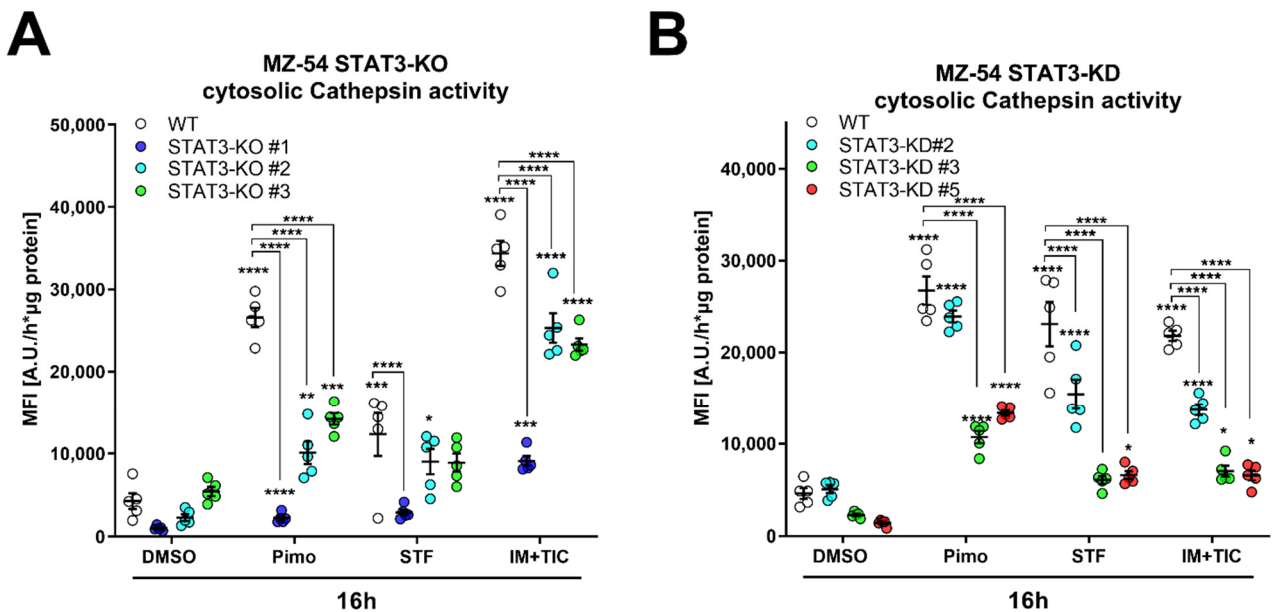 A
MZ-54 STAT3-KO
cytosolic Cathepsin activity
MFI [A.U./h*µg protein]
50,000
40,000
30,000
20,000
10,000
0
WT
STAT3-KO #1
STAT3-KO #2
STAT3-KO #3
****
****
****
****
****
**
***
****
***
*
***
****
****
****
****
***
****
****
DMSO
Pimo
STF
IM+TIC
16h
B
MZ-54 STAT3-KD
cytosolic Cathepsin activity
MFI [A.U./h*µg protein]
40,000
30,000
20,000
10,000
0
WT
STAT3-KD#2
STAT3-KD #3
STAT3-KD #5
****
****
****
****
****
****
****
****
****
****
****
*
****
****
****
****
****
*
*
DMSO
Pimo
STF
IM+TIC
16h